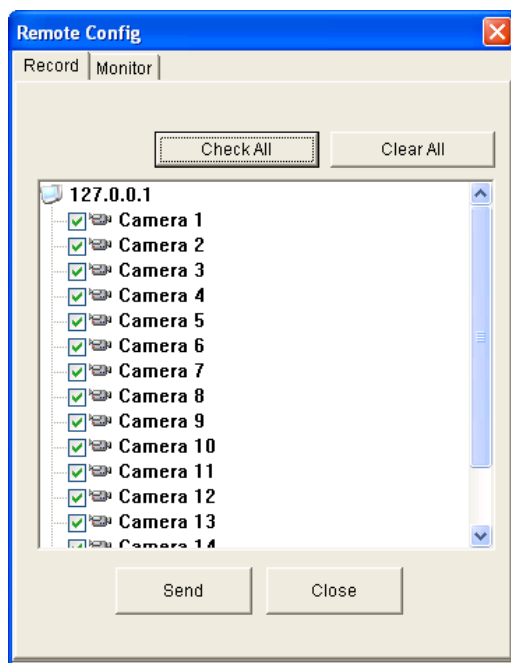 Remote Config
Record Monitor
Check All Clear All
127.0.0.1
Camera 1
Camera 2
Camera 3
Camera 4
Camera 5
Camera 6
Camera 7
Camera 8
Camera 9
Camera 10
Camera 11
Camera 12
Camera 13
Camera 14
Send Close